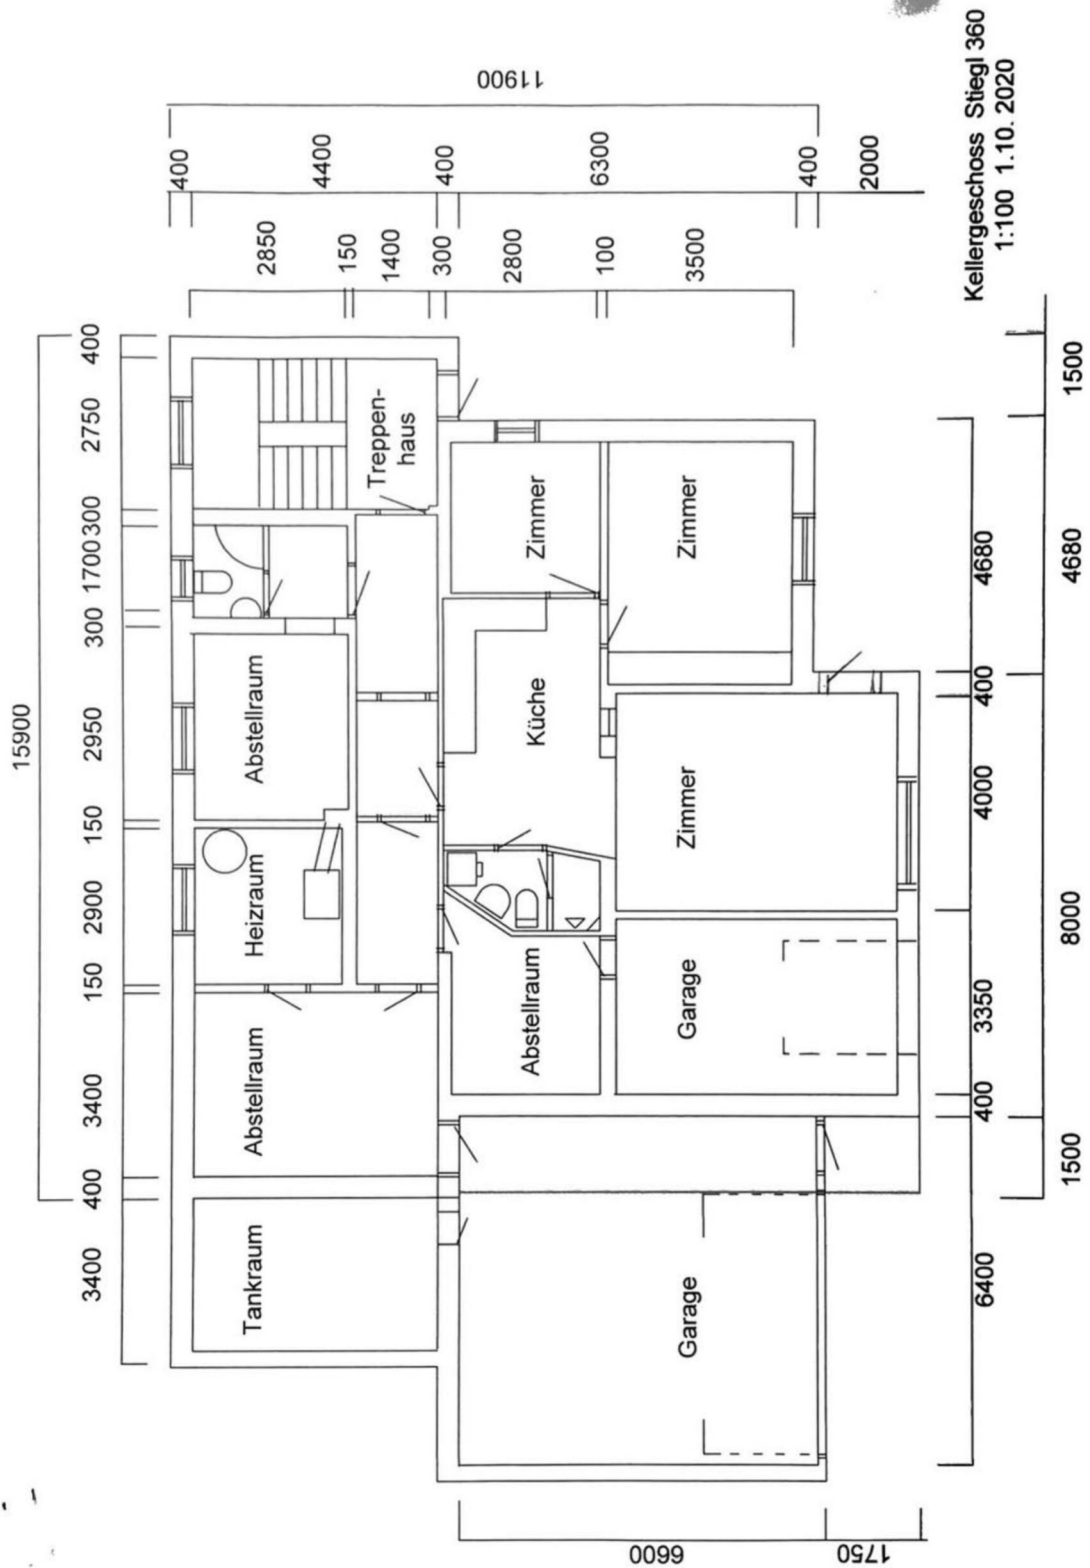 15900
3400 400 3400 150 2900 150 2950 300 1700 300 2750 400
Tankraum
Abstellraum
Heizraum
Abstellraum
Treppen-
haus
2850 150 1400 300 2800 100 3500
400 4400 400 6300 400 2000
11900
Abstellraum
Küche
Zimmer
Garage
Garage
Zimmer
Zimmer
6600 1750
6400 400 3350 4000 400 4680
1500 8000 4680 1500
Kellergeschoss Stiegl 360
1:100 1.10. 2020